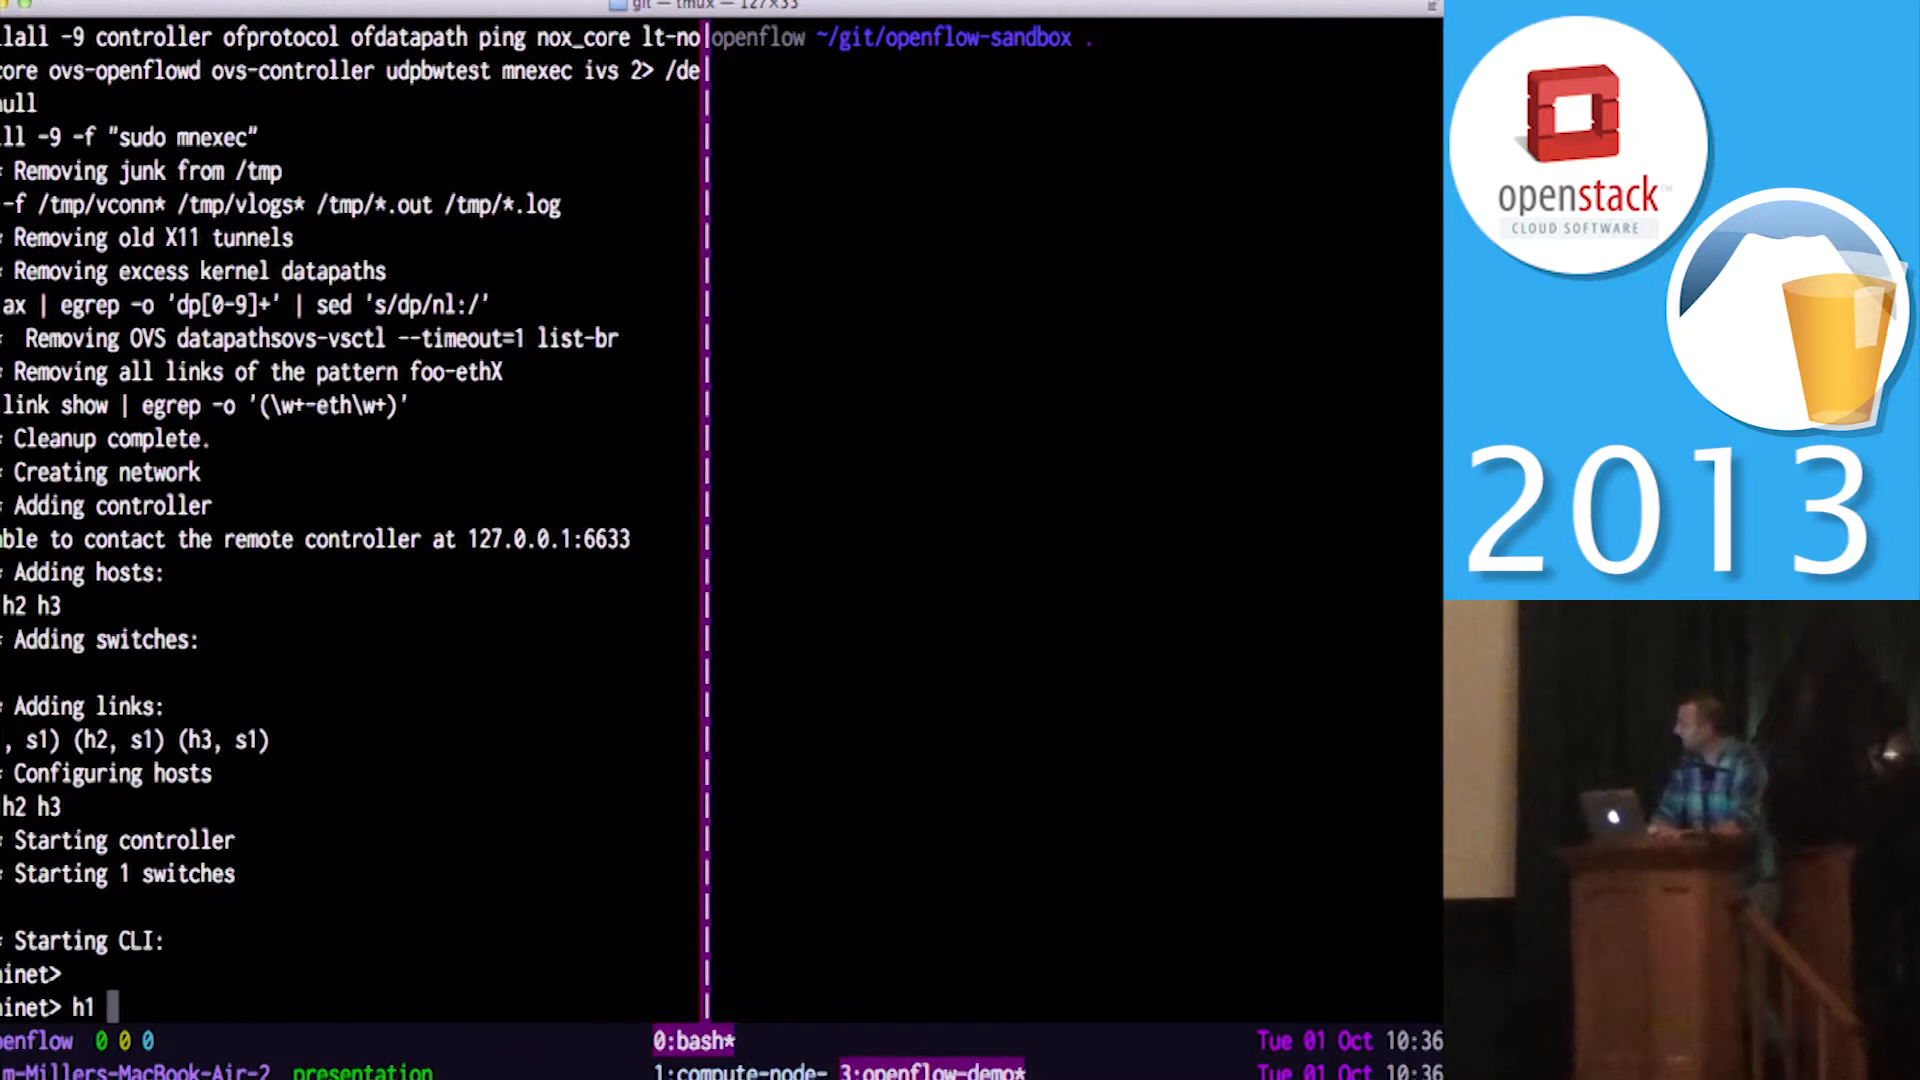 git — tmux — 127×33
lall -9 controller ofprotocol ofdatapath ping nox_core lt-no
core ovs-openflowd ovs-controller udpbwtest mnexec ivs 2> /de
null
ll -9 -f "sudo mnexec"
* Removing junk from /tmp
-f /tmp/vconn* /tmp/vlogs* /tmp/*.out /tmp/*.log
* Removing old X11 tunnels
* Removing excess kernel datapaths
ax | egrep -o 'dp[0-9]+' | sed 's/dp/nl:/'
* Removing OVS datapathsovs-vsctl --timeout=1 list-br
* Removing all links of the pattern foo-ethX
link show | egrep -o '(\w+-eth\w+)'
* Cleanup complete.
* Creating network
* Adding controller
able to contact the remote controller at 127.0.0.1:6633
* Adding hosts:
h2 h3
* Adding switches:
* Adding links:
, s1) (h2, s1) (h3, s1)
* Configuring hosts
h2 h3
* Starting controller
* Starting 1 switches
* Starting CLI:
inet>
inet> h1
penflow 0 0 0 0:bash* Tue 01 Oct 10:36
m-Millers-MacBook-Air-2 presentation 1:compute-node- 3:openflow-demo* Tue 01 Oct 10:36
openflow ~/git/openflow-sandbox .
openstack™
CLOUD SOFTWARE
2013